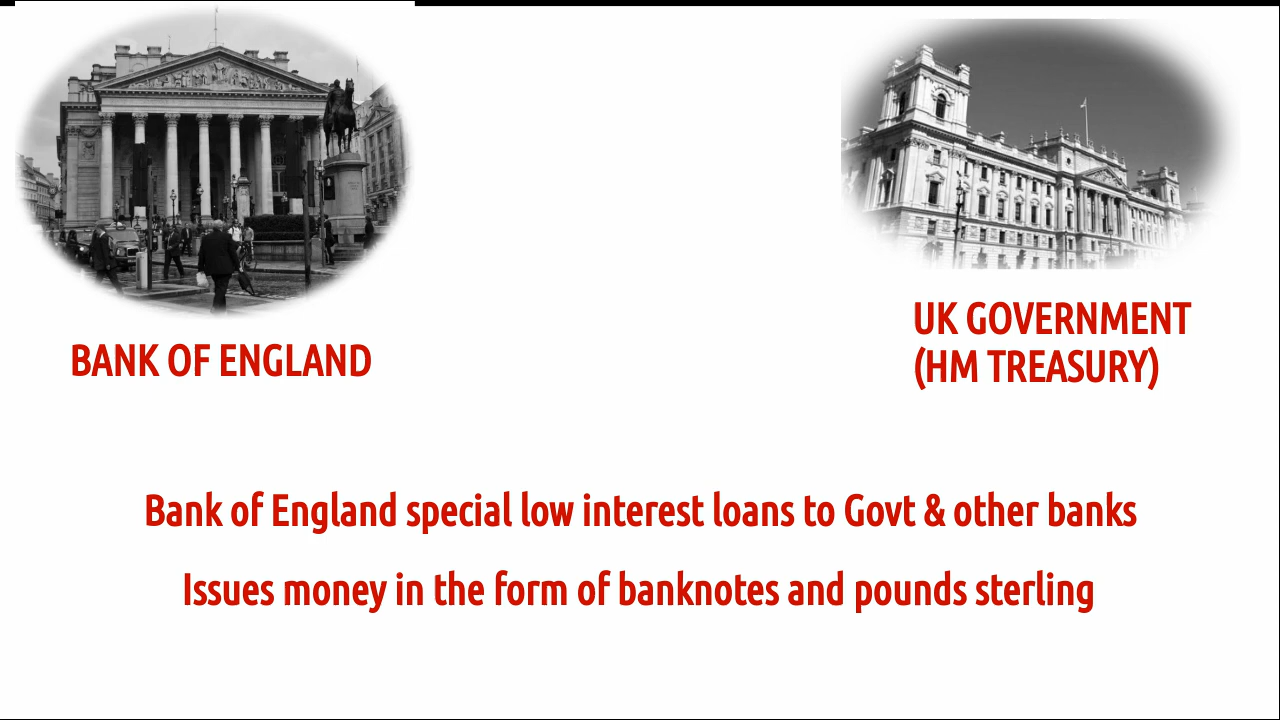 BANK OF ENGLAND
UK GOVERNMENT
(HM TREASURY)
Bank of England special low interest loans to Govt & other banks
Issues money in the form of banknotes and pounds sterling